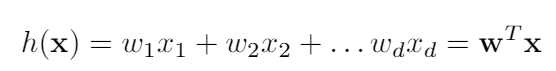 h(𝐱) = w₁x₁ + w₂x₂ + … w_dx_d = 𝐰ᵀ𝐱